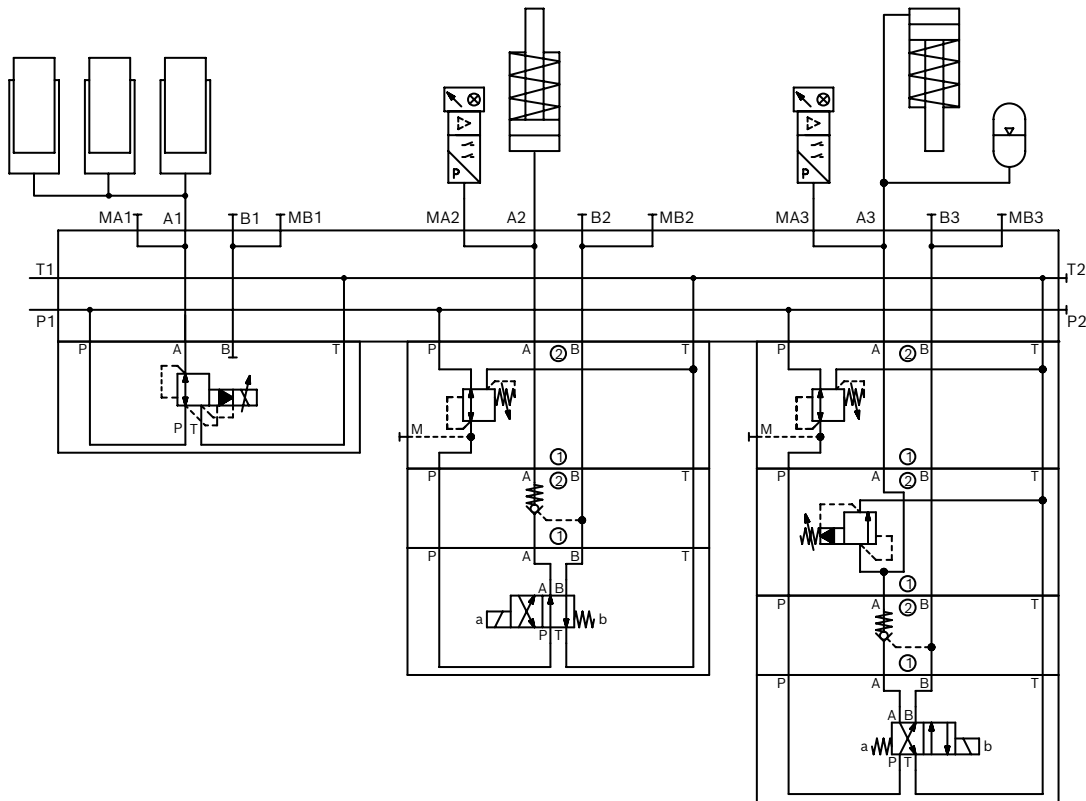 P P
MA1 A1 B1 MB1 MA2 A2 B2 MB2 MA3 A3 B3 MB3
T1 T2
P1 P2
P A B T P A ② B T P A ② B T
P T M M
① ①
P A ② B T P A ② B T
①
P A B T
①
A B P A ② B T
a b
P T
①
P A B T
A B
a b
P T